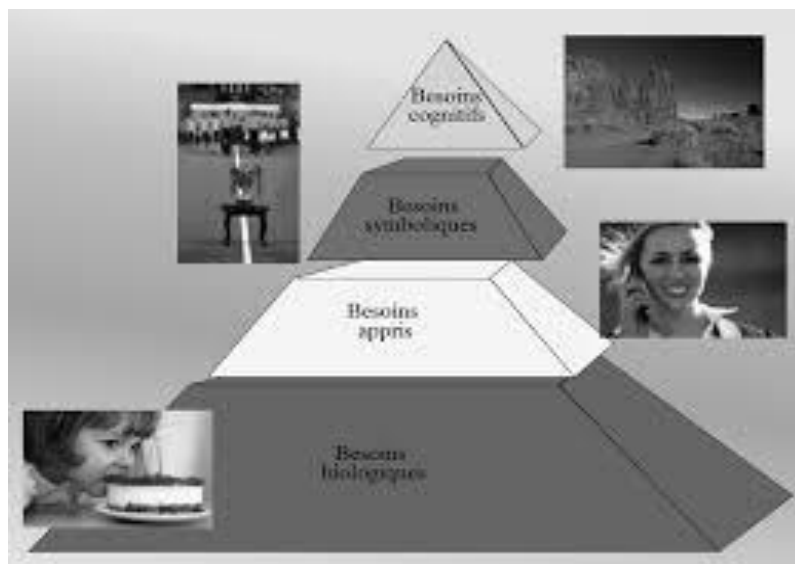 Besoins
cognitifs
Besoins
symboliques
Besoins
appris
Besoins
biologiques